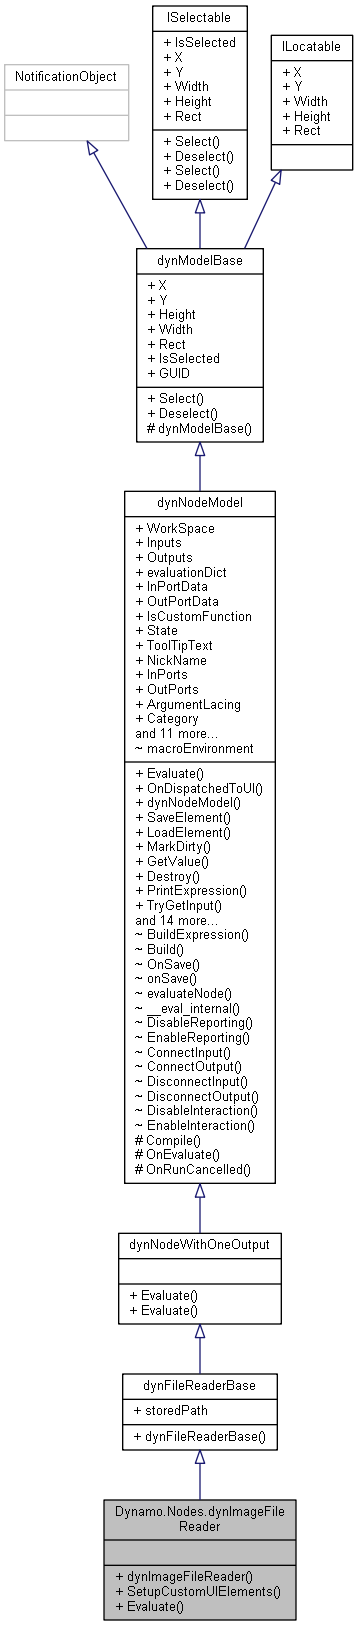 ISelectable
+ IsSelected
+ X
+ Y
+ Width
+ Height
+ Rect
+ Select()
+ Deselect()
+ Select()
+ Deselect()
ILocatable
+ X
+ Y
+ Width
+ Height
+ Rect
NotificationObject
dynModelBase
+ X
+ Y
+ Height
+ Width
+ Rect
+ IsSelected
+ GUID
+ Select()
+ Deselect()
# dynModelBase()
dynNodeModel
+ WorkSpace
+ Inputs
+ Outputs
+ evaluationDict
+ InPortData
+ OutPortData
+ IsCustomFunction
+ State
+ ToolTipText
+ NickName
+ InPorts
+ OutPorts
+ ArgumentLacing
+ Category
and 11 more...
~ macroEnvironment
+ Evaluate()
+ OnDispatchedToUI()
+ dynNodeModel()
+ SaveElement()
+ LoadElement()
+ MarkDirty()
+ GetValue()
+ Destroy()
+ PrintExpression()
+ TryGetInput()
and 14 more...
~ BuildExpression()
~ Build()
~ OnSave()
~ onSave()
~ evaluateNode()
~ __eval_internal()
~ DisableReporting()
~ EnableReporting()
~ ConnectInput()
~ ConnectOutput()
~ DisconnectInput()
~ DisconnectOutput()
~ DisableInteraction()
~ EnableInteraction()
# Compile()
# OnEvaluate()
# OnRunCancelled()
dynNodeWithOneOutput
+ Evaluate()
+ Evaluate()
dynFileReaderBase
+ storedPath
+ dynFileReaderBase()
Dynamo.Nodes.dynImageFile
Reader
+ dynImageFileReader()
+ SetupCustomUIElements()
+ Evaluate()